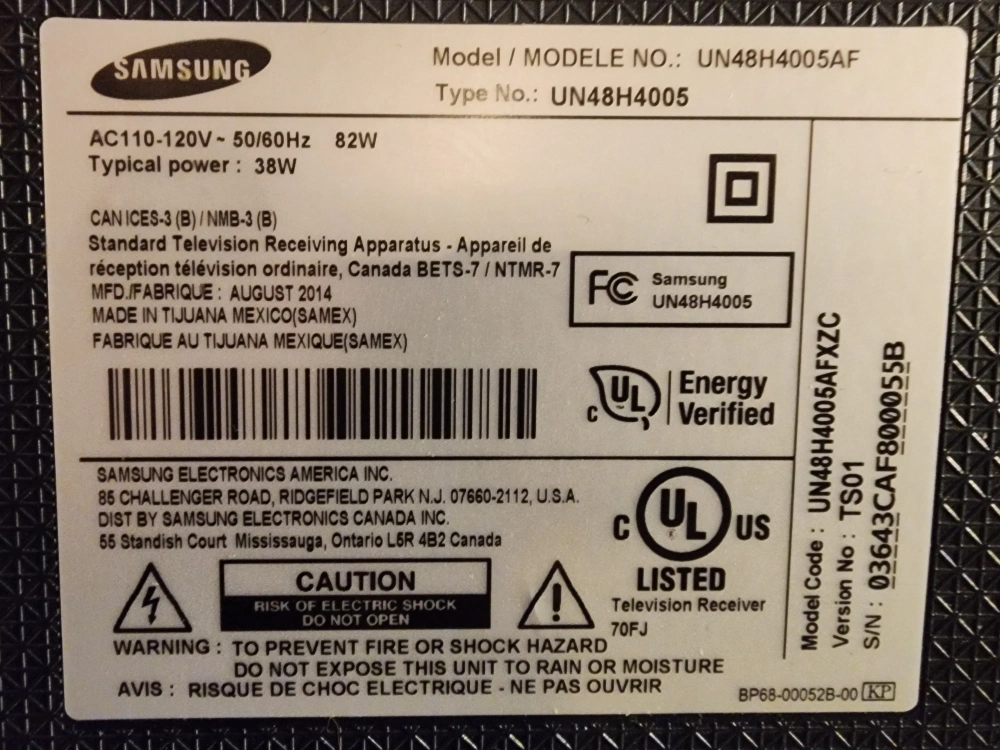 SAMSUNG
Model / MODELE NO.: UN48H4005AF
Type No.: UN48H4005
AC110-120V ~ 50/60Hz 82W
Typical power : 38W
CAN ICES-3 (B) / NMB-3 (B)
Standard Television Receiving Apparatus - Appareil de
réception télévision ordinaire, Canada BETS-7 / NTMR-7
MFD./FABRIQUE : AUGUST 2014
MADE IN TIJUANA MEXICO(SAMEX)
FABRIQUE AU TIJUANA MEXIQUE(SAMEX)
FC Samsung
UN48H4005
C UL Energy
Verified
SAMSUNG ELECTRONICS AMERICA INC.
85 CHALLENGER ROAD, RIDGEFIELD PARK N.J. 07660-2112, U.S.A.
DIST BY SAMSUNG ELECTRONICS CANADA INC.
55 Standish Court Mississauga, Ontario L5R 4B2 Canada
C UL US
LISTED
Television Receiver
70FJ
CAUTION
RISK OF ELECTRIC SHOCK
DO NOT OPEN
WARNING : TO PREVENT FIRE OR SHOCK HAZARD
DO NOT EXPOSE THIS UNIT TO RAIN OR MOISTURE
AVIS : RISQUE DE CHOC ELECTRIQUE - NE PAS OUVRIR
BP68-00052B-00 KP
Model Code : UN48H4005AFXZC
Version No : TS01
S/N : 03643CAF800055B